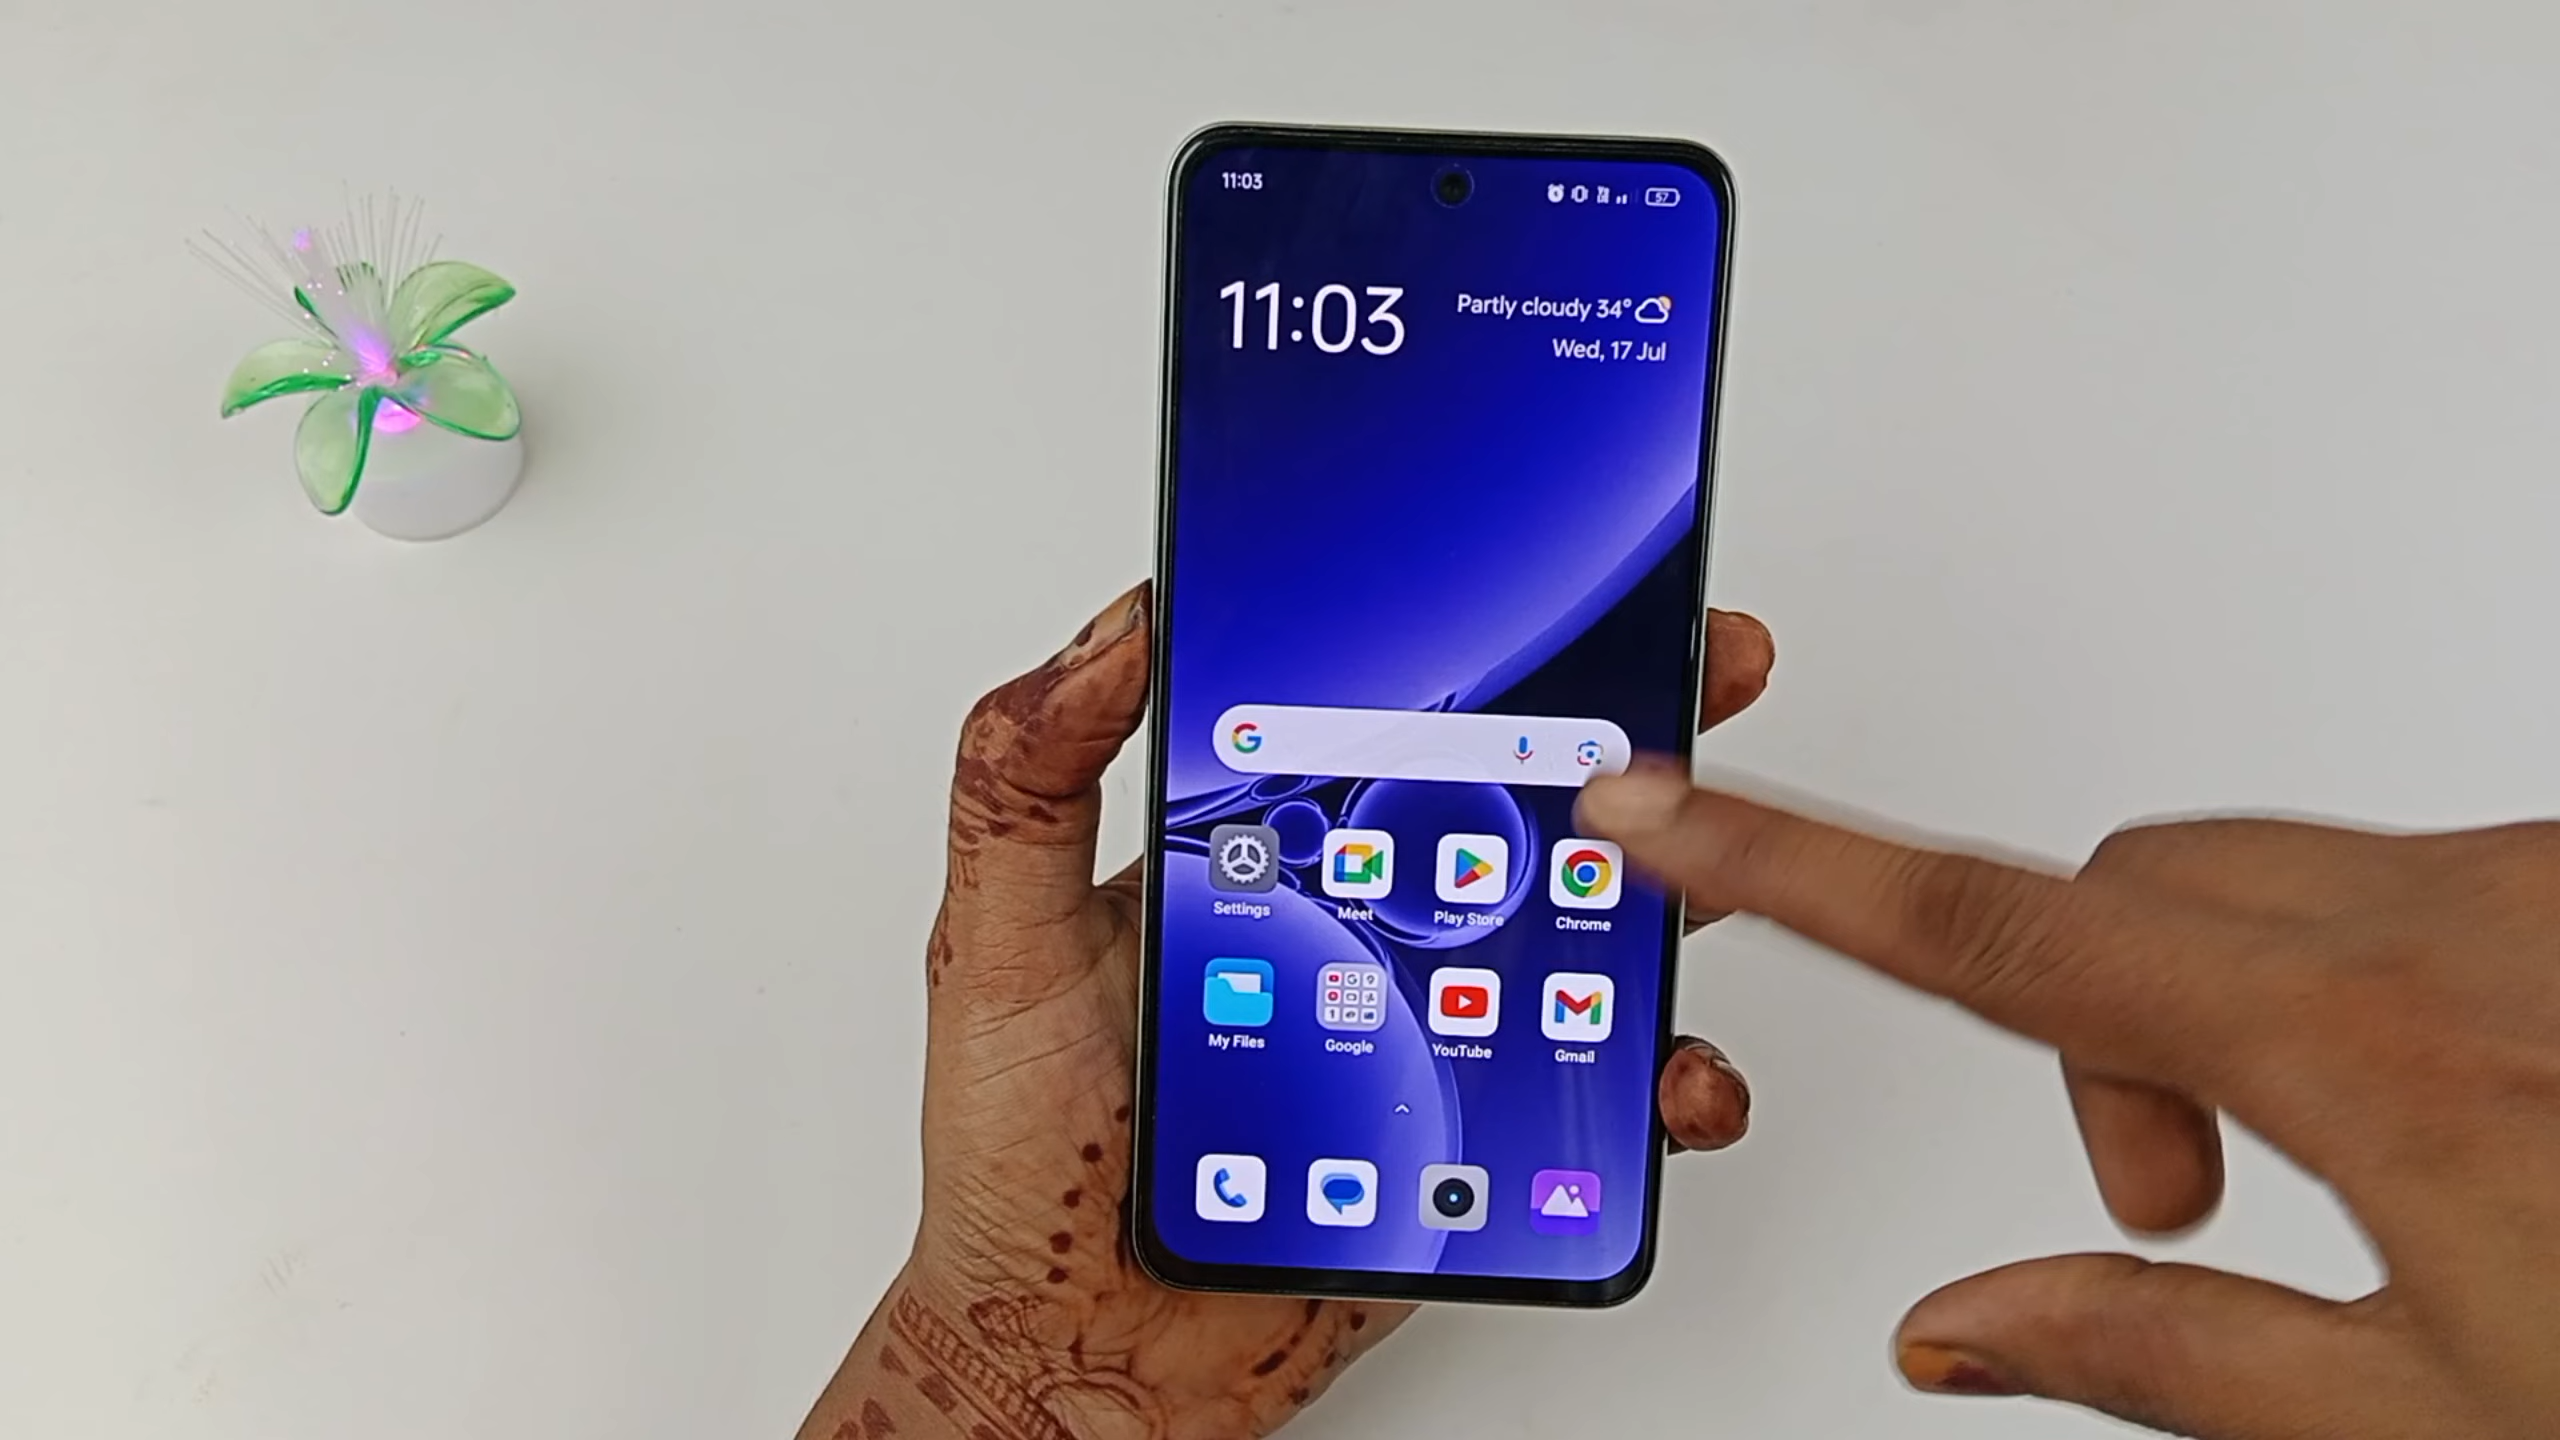 11:03
57
11:03
Partly cloudy 34°
Wed, 17 Jul
Settings
Meet
Play Store
Chrome
My Files
Google
YouTube
Gmail